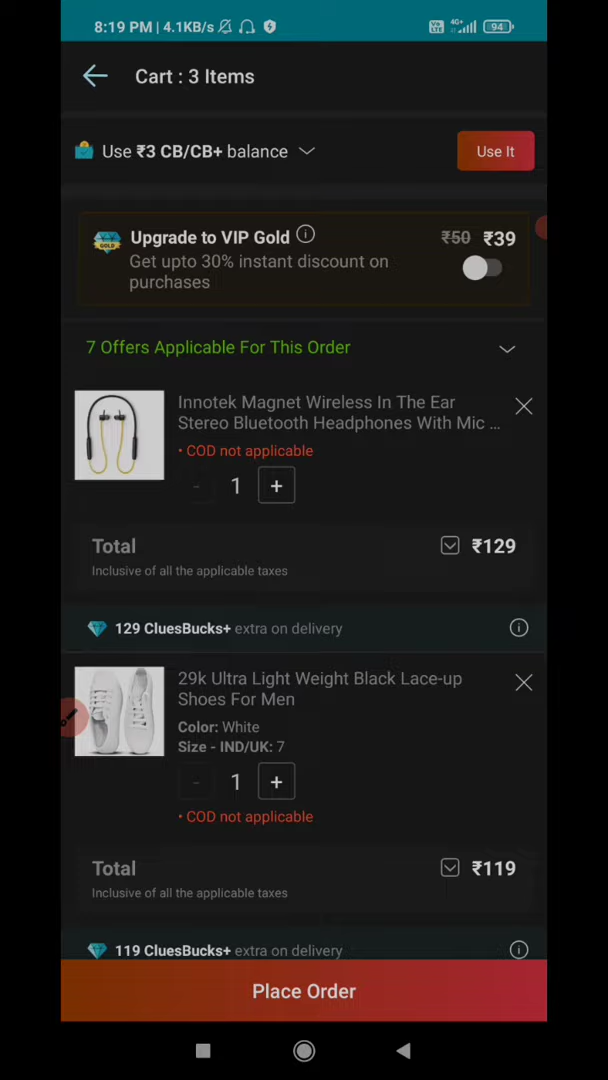 8:19 PM | 4.1KB/s
4G+
94
Cart : 3 Items
Use ₹3 CB/CB+ balance
Use It
GOLD
Upgrade to VIP Gold
₹50 ₹39
Get upto 30% instant discount on
purchases
7 Offers Applicable For This Order
Innotek Magnet Wireless In The Ear
Stereo Bluetooth Headphones With Mic ...
• COD not applicable
- 1 +
Total
₹129
Inclusive of all the applicable taxes
129 CluesBucks+ extra on delivery
29k Ultra Light Weight Black Lace-up
Shoes For Men
Color: White
Size - IND/UK: 7
- 1 +
• COD not applicable
Total
₹119
Inclusive of all the applicable taxes
119 CluesBucks+ extra on delivery
Place Order